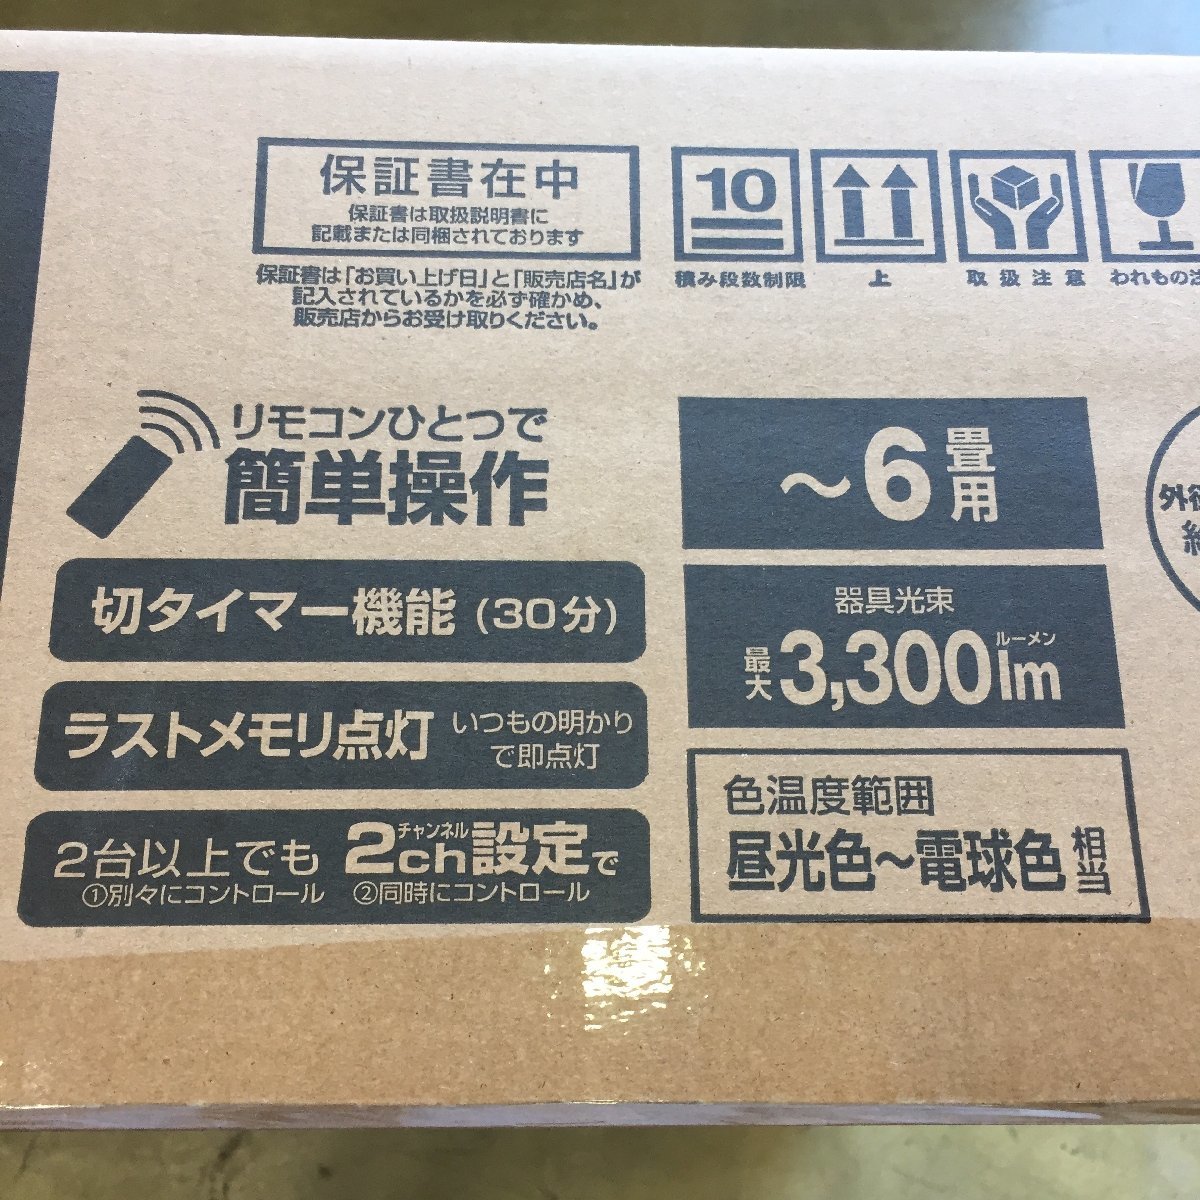 保証書在中
保証書は取扱説明書に
記載または同梱されております
保証書は「お買い上げ日」と「販売店名」が
記入されているかを必ず確かめ、
販売店からお受け取りください。
10
積み段数制限
上
取扱注意
われもの注
リモコンひとつで
簡単操作
切タイマー機能 (30分)
ラストメモリ点灯 いつもの明かり
で即点灯
2台以上でも 2ch設定で
チャンネル
①別々にコントロール ②同時にコントロール
～6畳用
器具光束
最大3,300lm
ルーメン
色温度範囲
昼光色～電球色相当
外径